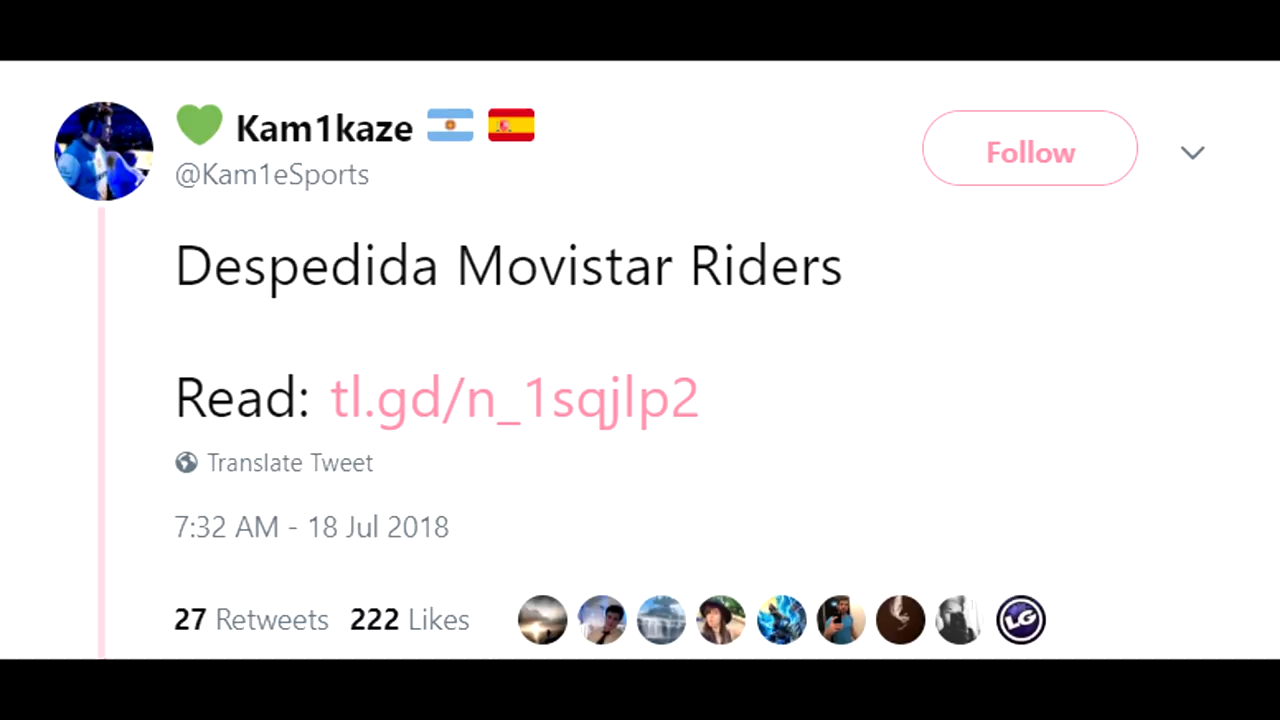 💚 Kam1kaze 🇦🇷 🇪🇸
@Kam1eSports
Follow
Despedida Movistar Riders
Read: tl.gd/n_1sqjlp2
Translate Tweet
7:32 AM - 18 Jul 2018
27 Retweets 222 Likes
LG